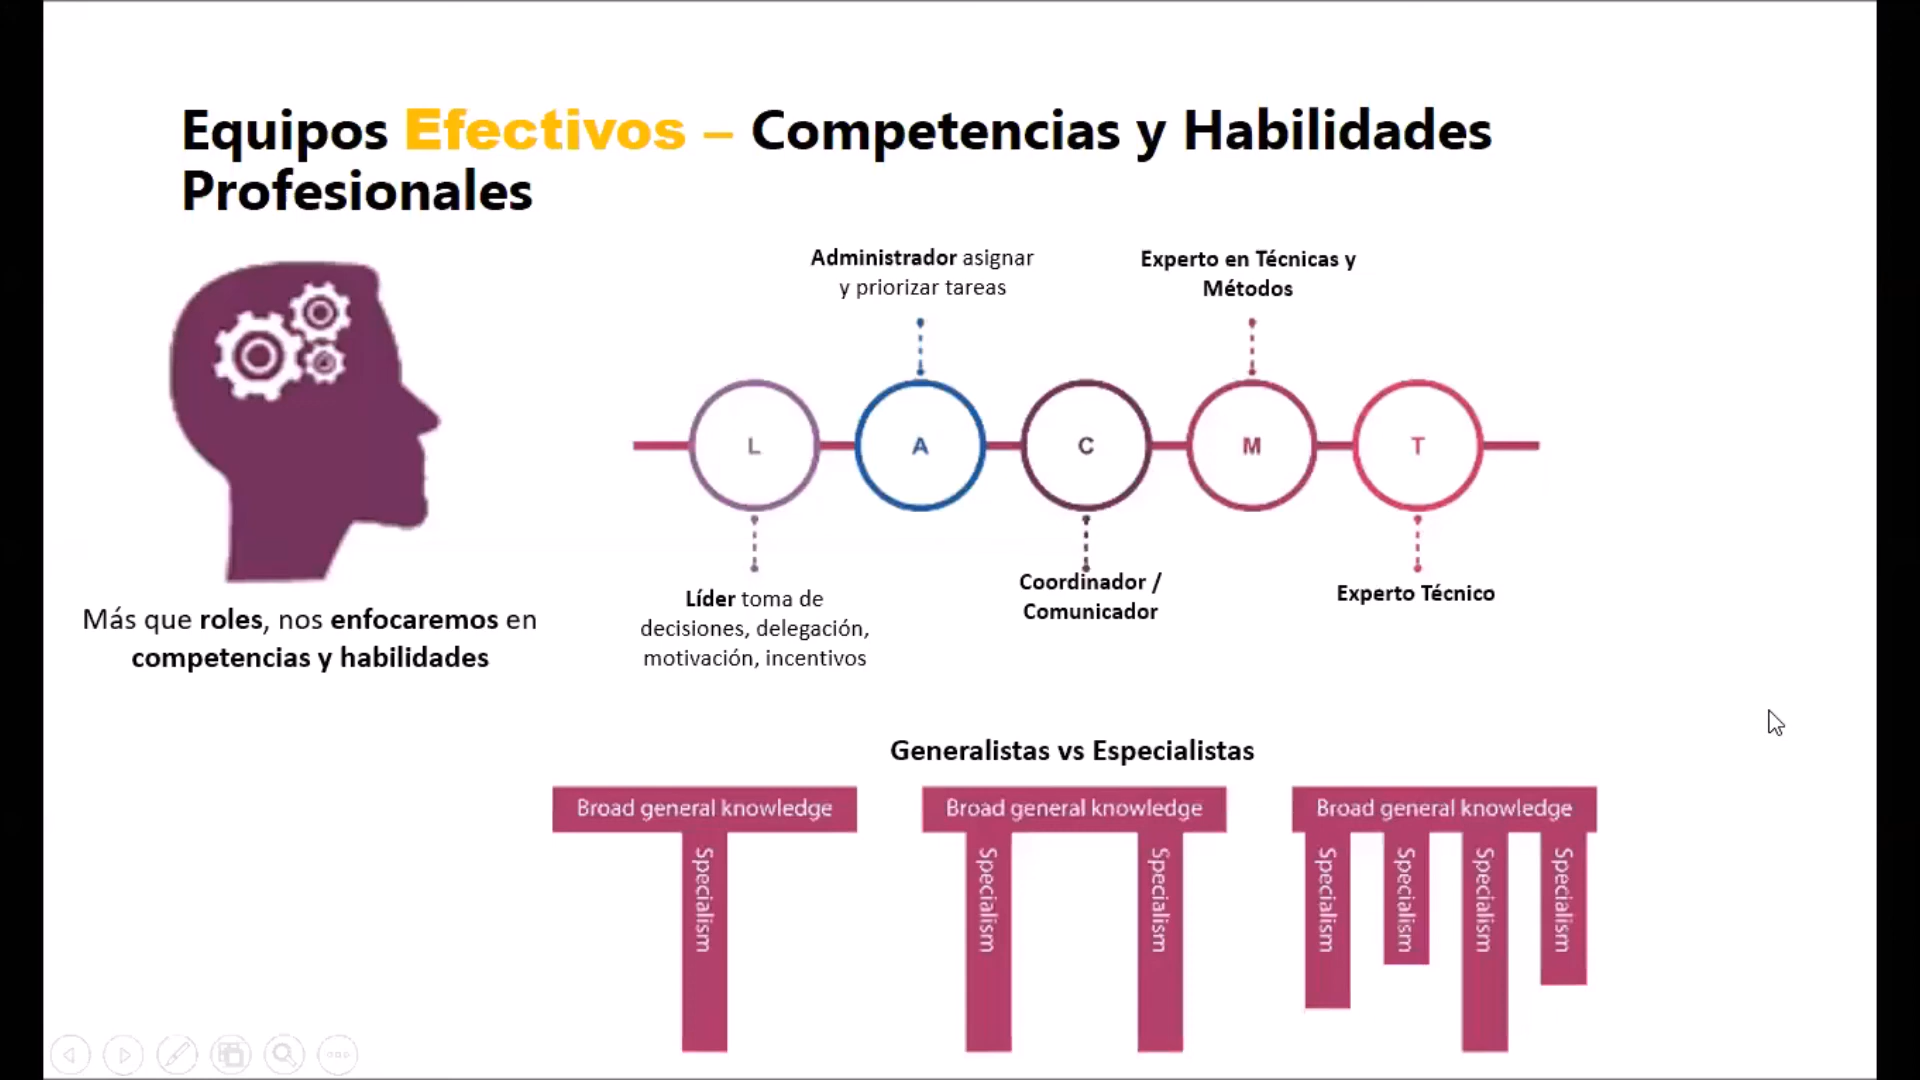 Equipos Efectivos – Competencias y Habilidades
Profesionales
Administrador asignar
y priorizar tareas
Experto en Técnicas y
Métodos
L
A
C
M
T
Líder toma de
decisiones, delegación,
motivación, incentivos
Coordinador /
Comunicador
Experto Técnico
Más que roles, nos enfocaremos en
competencias y habilidades
Generalistas vs Especialistas
Broad general knowledge
Specialism
Broad general knowledge
Specialism
Specialism
Broad general knowledge
Specialism
Specialism
Specialism
Specialism